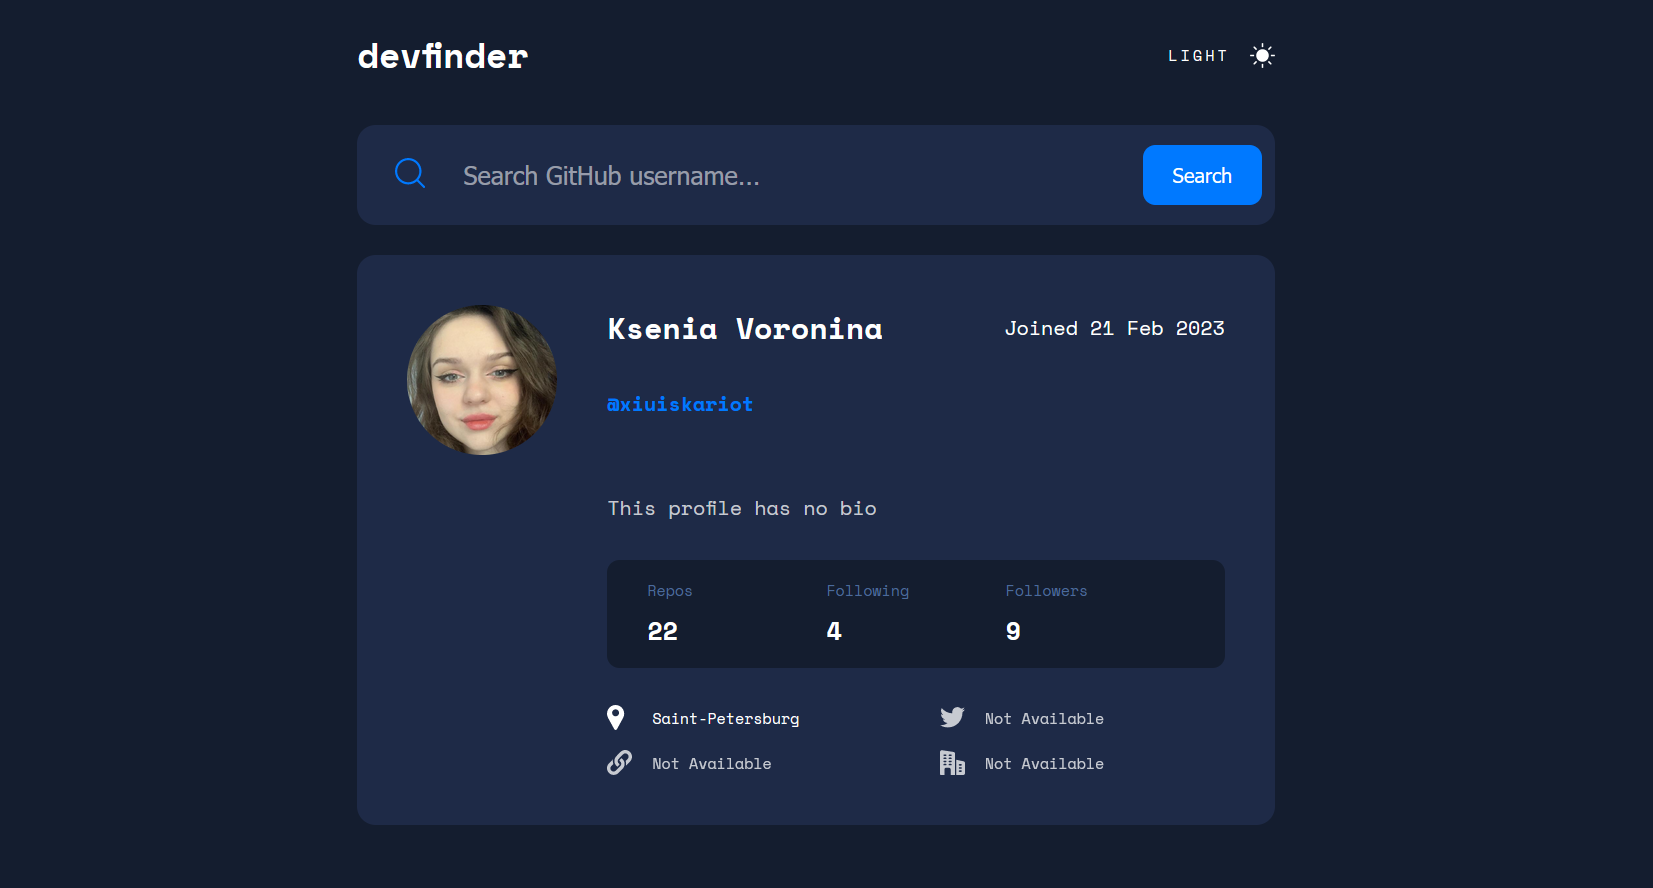 devfinder
LIGHT
Search GitHub username...
Search
Ksenia Voronina
Joined 21 Feb 2023
@xiuiskariot
This profile has no bio
Repos Following Followers
22 4 9
Saint-Petersburg Not Available
Not Available Not Available